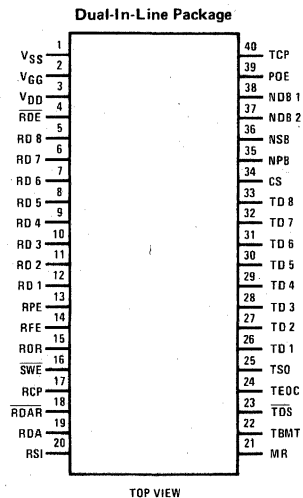 Dual-In-Line Package
1 40
VSS TCP
2 39
VGG POE
3 38
VDD NDB 1
4 37
RDE NDB 2
5 36
RD 8 NSB
6 35
RD 7 NPB
7 34
RD 6 CS
8 33
RD 5 TD 8
9 32
RD 4 TD 7
10 31
RD 3 TD 6
11 30
RD 2 TD 5
12 29
RD 1 TD 4
13 28
RPE TD 3
14 27
RFE TD 2
15 26
ROR TD 1
16 25
SWE TSO
17 24
RCP TEOC
18 23
RDAR TDS
19 22
RDA TBMT
20 21
RSI MR
TOP VIEW